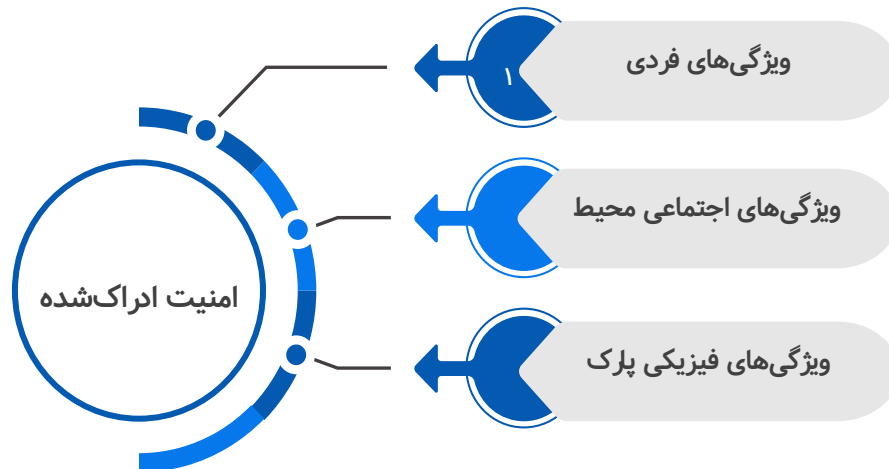 ویژگی‌های فردی
۱
ویژگی‌های اجتماعی محیط
امنیت ادراک‌شده
ویژگی‌های فیزیکی پارک